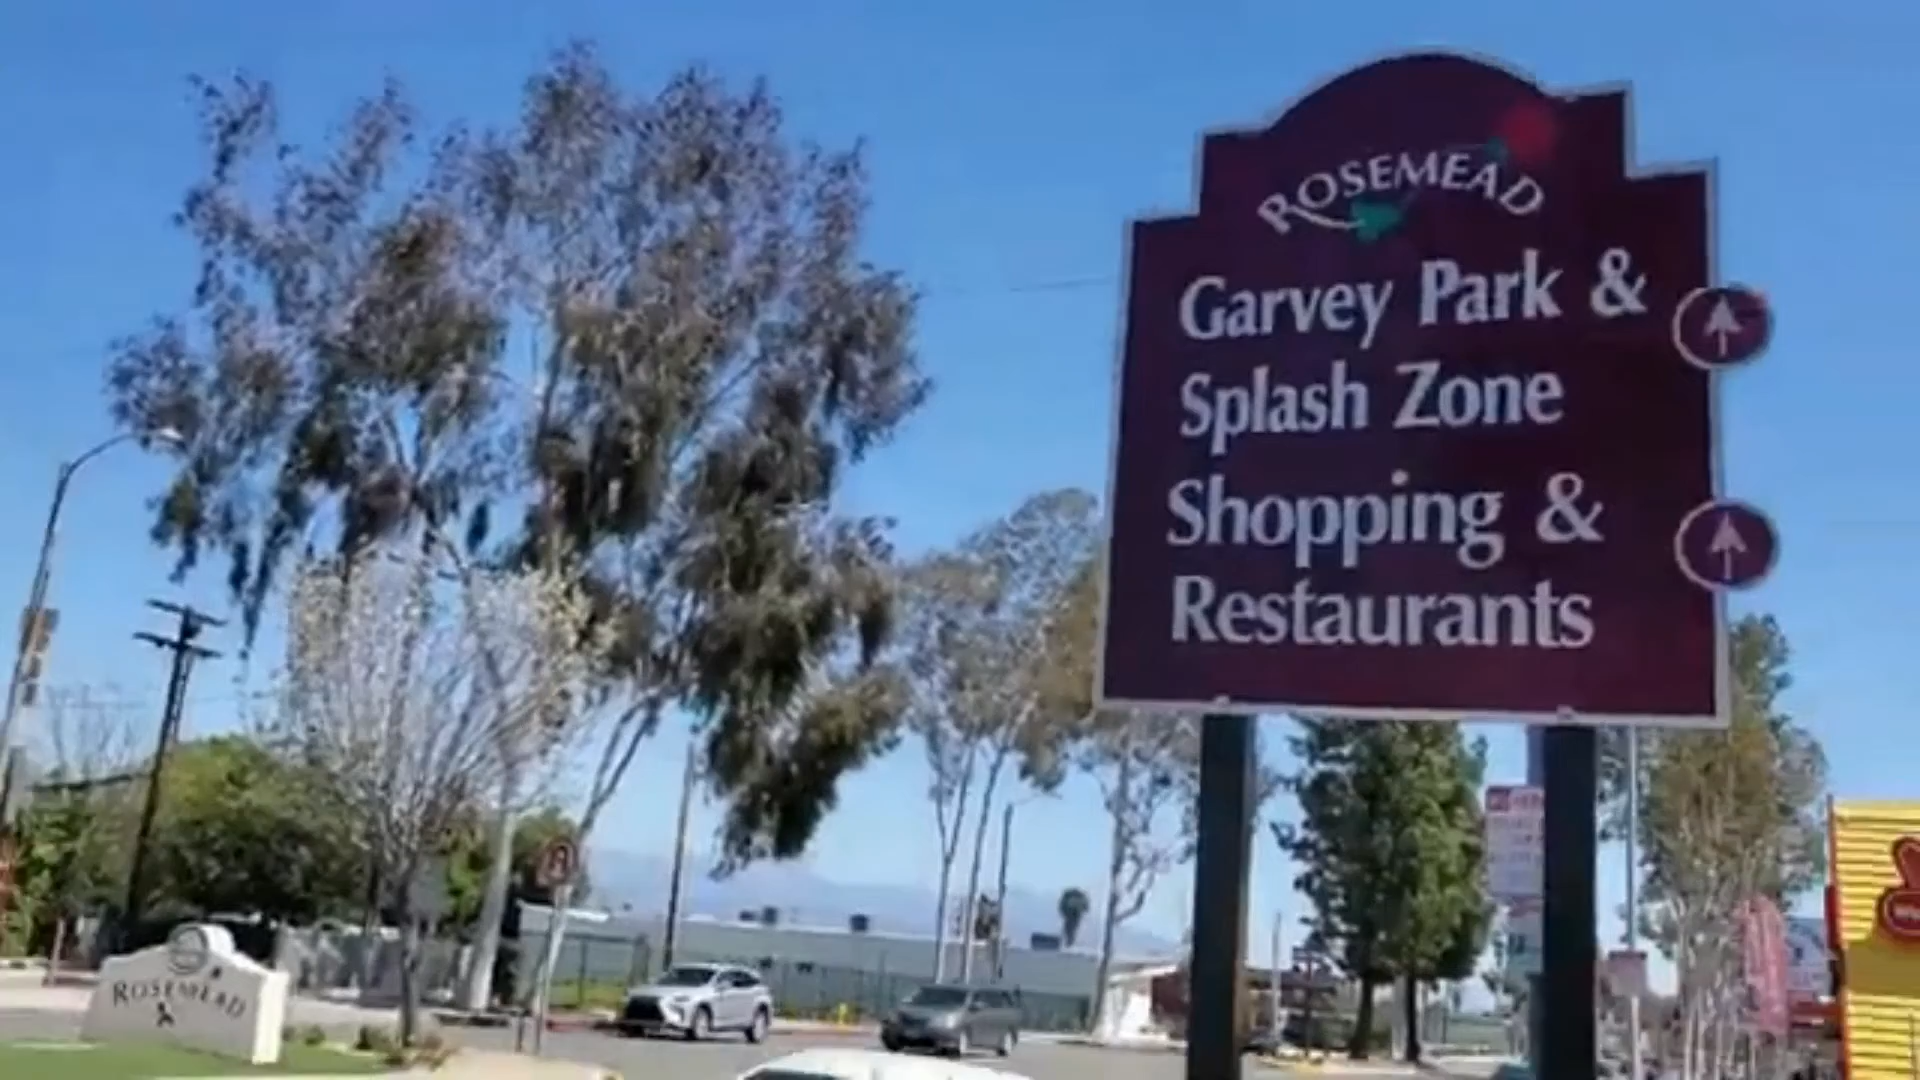 ROSEMEAD
Garvey Park &
Splash Zone
Shopping &
Restaurants
ROSEMEAD